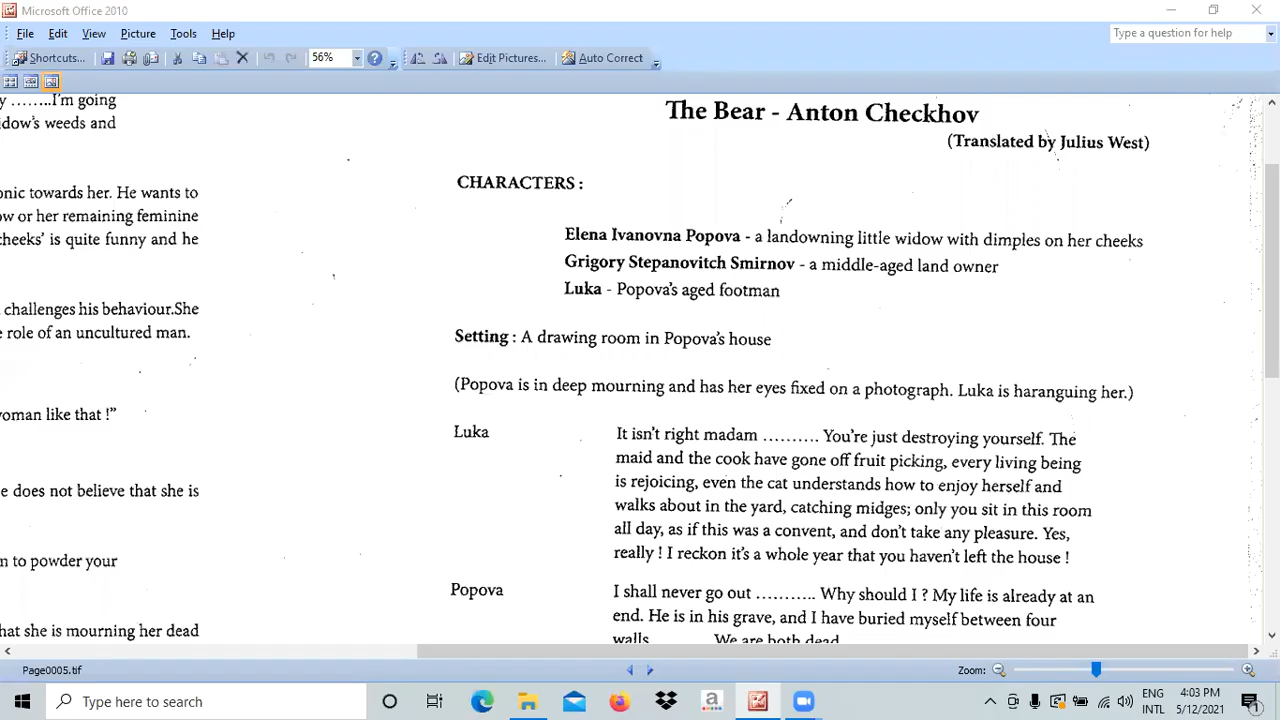 Microsoft Office 2010
File Edit View Picture Tools Help
Type a question for help
Shortcuts... 56% Edit Pictures... Auto Correct
y ........I'm going
idow's weeds and
onic towards her. He wants to
ow or her remaining feminine
cheeks' is quite funny and he
challenges his behaviour.She
e role of an uncultured man.
woman like that !"
e does not believe that she is
n to powder your
hat she is mourning her dead
The Bear - Anton Checkhov
(Translated by Julius West)
CHARACTERS :
Elena Ivanovna Popova - a landowning little widow with dimples on her cheeks
Grigory Stepanovitch Smirnov - a middle-aged land owner
Luka - Popova's aged footman
Setting : A drawing room in Popova's house
(Popova is in deep mourning and has her eyes fixed on a photograph. Luka is haranguing her.)
Luka It isn't right madam .......... You're just destroying yourself. The
maid and the cook have gone off fruit picking, every living being
is rejoicing, even the cat understands how to enjoy herself and
walks about in the yard, catching midges; only you sit in this room
all day, as if this was a convent, and don't take any pleasure. Yes,
really ! I reckon it's a whole year that you haven't left the house !
Popova I shall never go out .......... Why should I ? My life is already at an
end. He is in his grave, and I have buried myself between four
walls We are both dead
Page0005.tif Zoom:
Type here to search
a
ENG 4:03 PM
INTL 5/12/2021
1